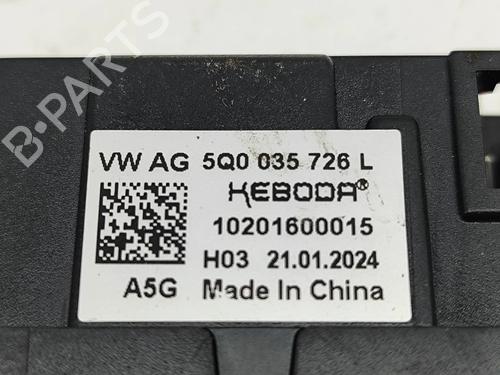 B-PARTS
VW AG 5Q0 035 726 L
KEBODA®
10201600015
H03 21.01.2024
A5G Made In China